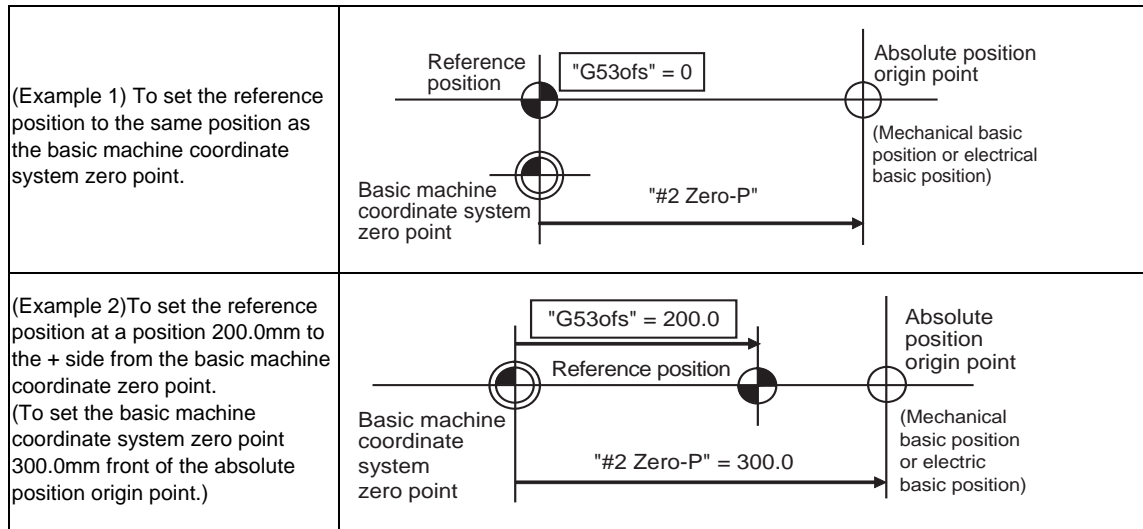 (Example 1) To set the reference
position to the same position as
the basic machine coordinate
system zero point.
Reference
position
"G53ofs" = 0
Absolute position
origin point
(Mechanical basic
position or electrical
basic position)
Basic machine
coordinate system
zero point
"#2 Zero-P"
(Example 2)To set the reference
position at a position 200.0mm to
the + side from the basic machine
coordinate zero point.
(To set the basic machine
coordinate system zero point
300.0mm front of the absolute
position origin point.)
"G53ofs" = 200.0
Reference position
Absolute
position
origin point
Basic machine
coordinate
system
zero point
"#2 Zero-P" = 300.0
(Mechanical
basic position
or electric
basic position)